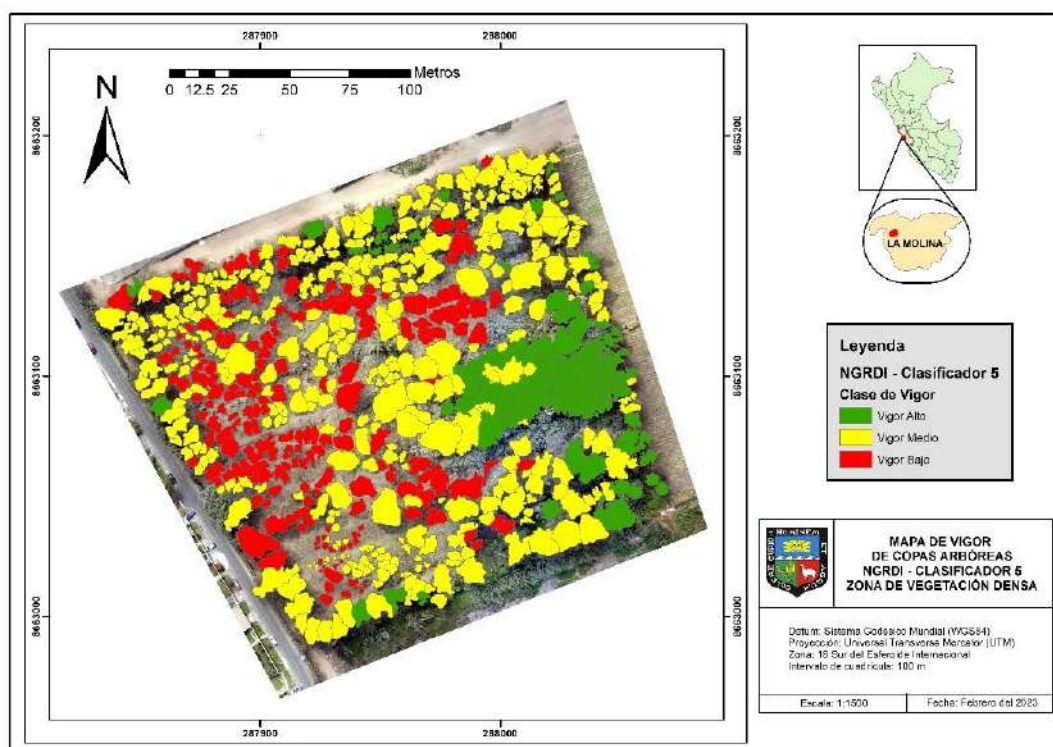 287900
288000
N
Metros
0 12.5 25 50 75 100
8663200
8663200
8663100
8663100
8663000
8663000
287900
288000
LA MOLINA
Leyenda
NGRDI - Clasificador 5
Clase de Vigor
Vigor Alto
Vigor Medio
Vigor Bajo
MAPA DE VIGOR
DE COPAS ARBÓREAS
NGRDI - CLASIFICADOR 5
ZONA DE VEGETACIÓN DENSA
Datum: Sistema Godesico Mundial (WGS84)
Proyección: Universal Transverse Mercator (UTM)
Zona: 18 Sur del Esferoide Internacional
Intervalo de cuadrícula: 100 m
Escala: 1:1500
Fecha: Febrero del 2023